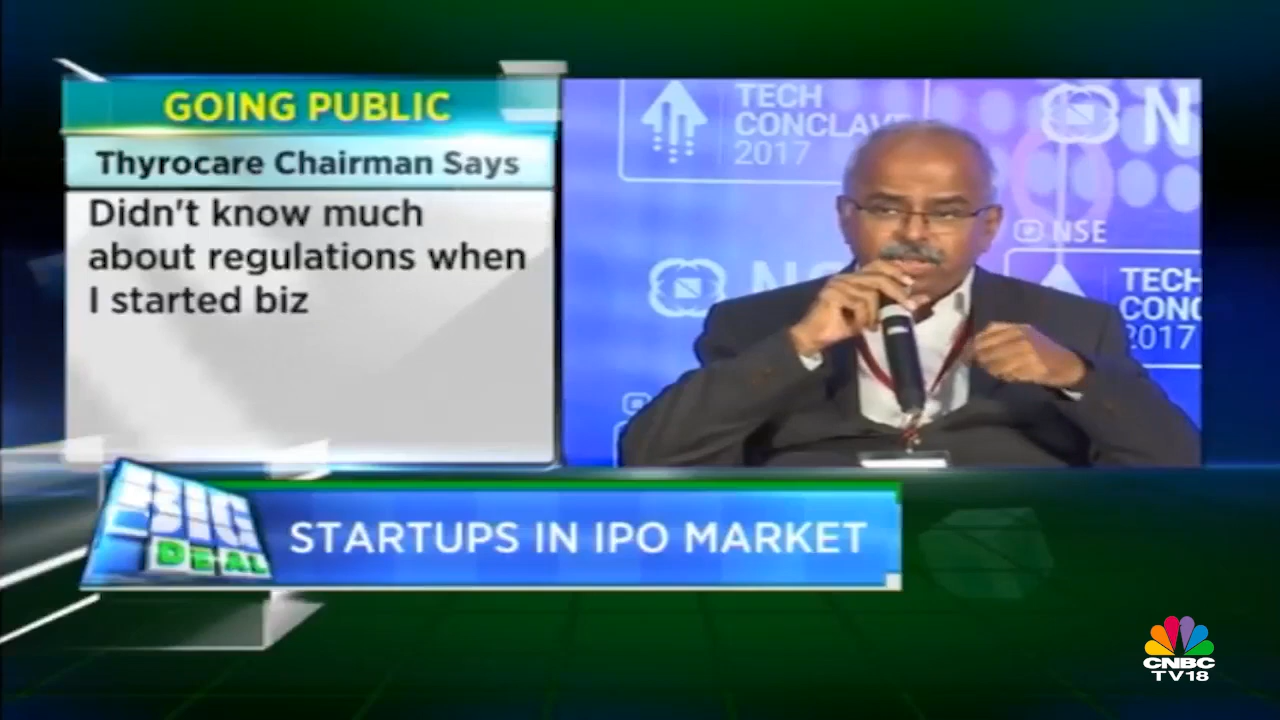 GOING PUBLIC
Thyrocare Chairman Says
Didn't know much
about regulations when
I started biz
TECH
CONCLAVE
2017
N
NSE
NS
TECH
CONC
2017
BIG
DEAL
STARTUPS IN IPO MARKET
CNBC
TV18